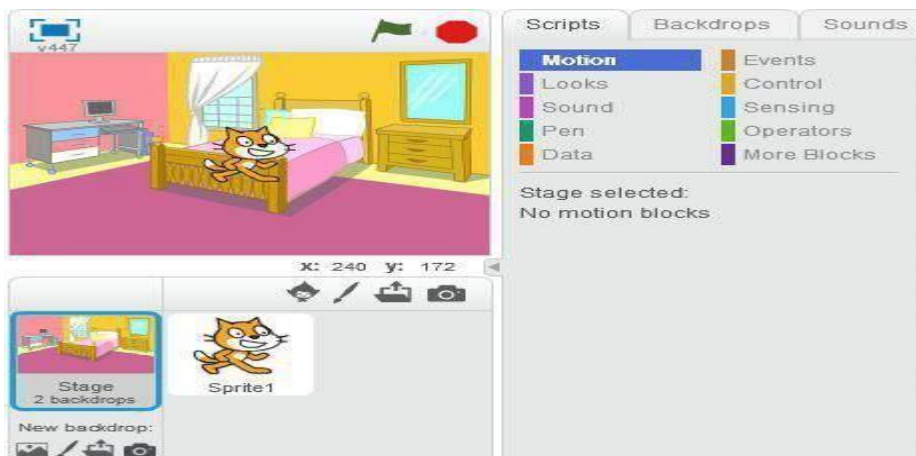 v447
Scripts Backdrops Sounds
Motion Events
Looks Control
Sound Sensing
Pen Operators
Data More Blocks
Stage selected:
No motion blocks
x: 240 y: 172
Stage
2 backdrops
Sprite1
New backdrop: